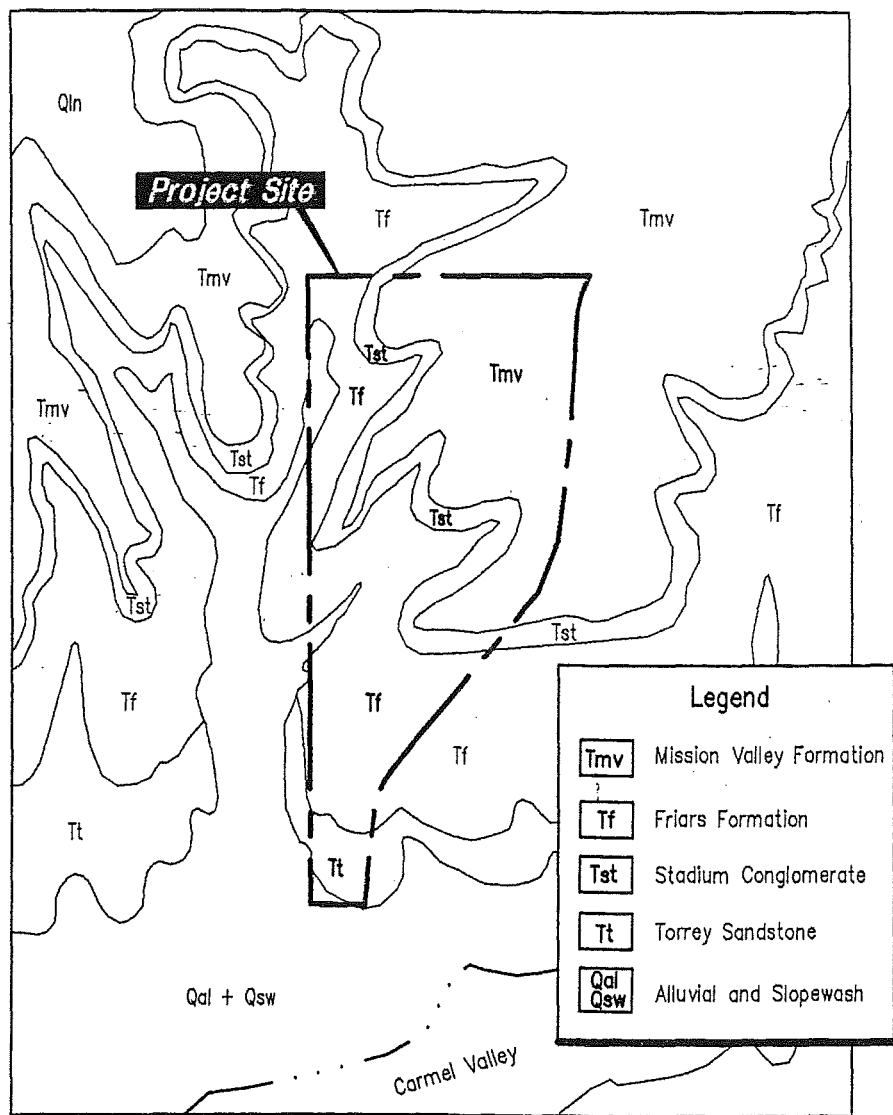 Qln
Project Site
Tf
Tmv
Tmv
Tst
Tf
Tmv
Tmv
Tst
Tf
Tst
Tf
Tst
Tst
Tf
Tf
Tf
Tt
Tt
Qal + Qsw
Carmel Valley
Legend
Tmv Mission Valley Formation
Tf Friars Formation
Tst Stadium Conglomerate
Tt Torrey Sandstone
Qal
Qsw Alluvial and Slopewash